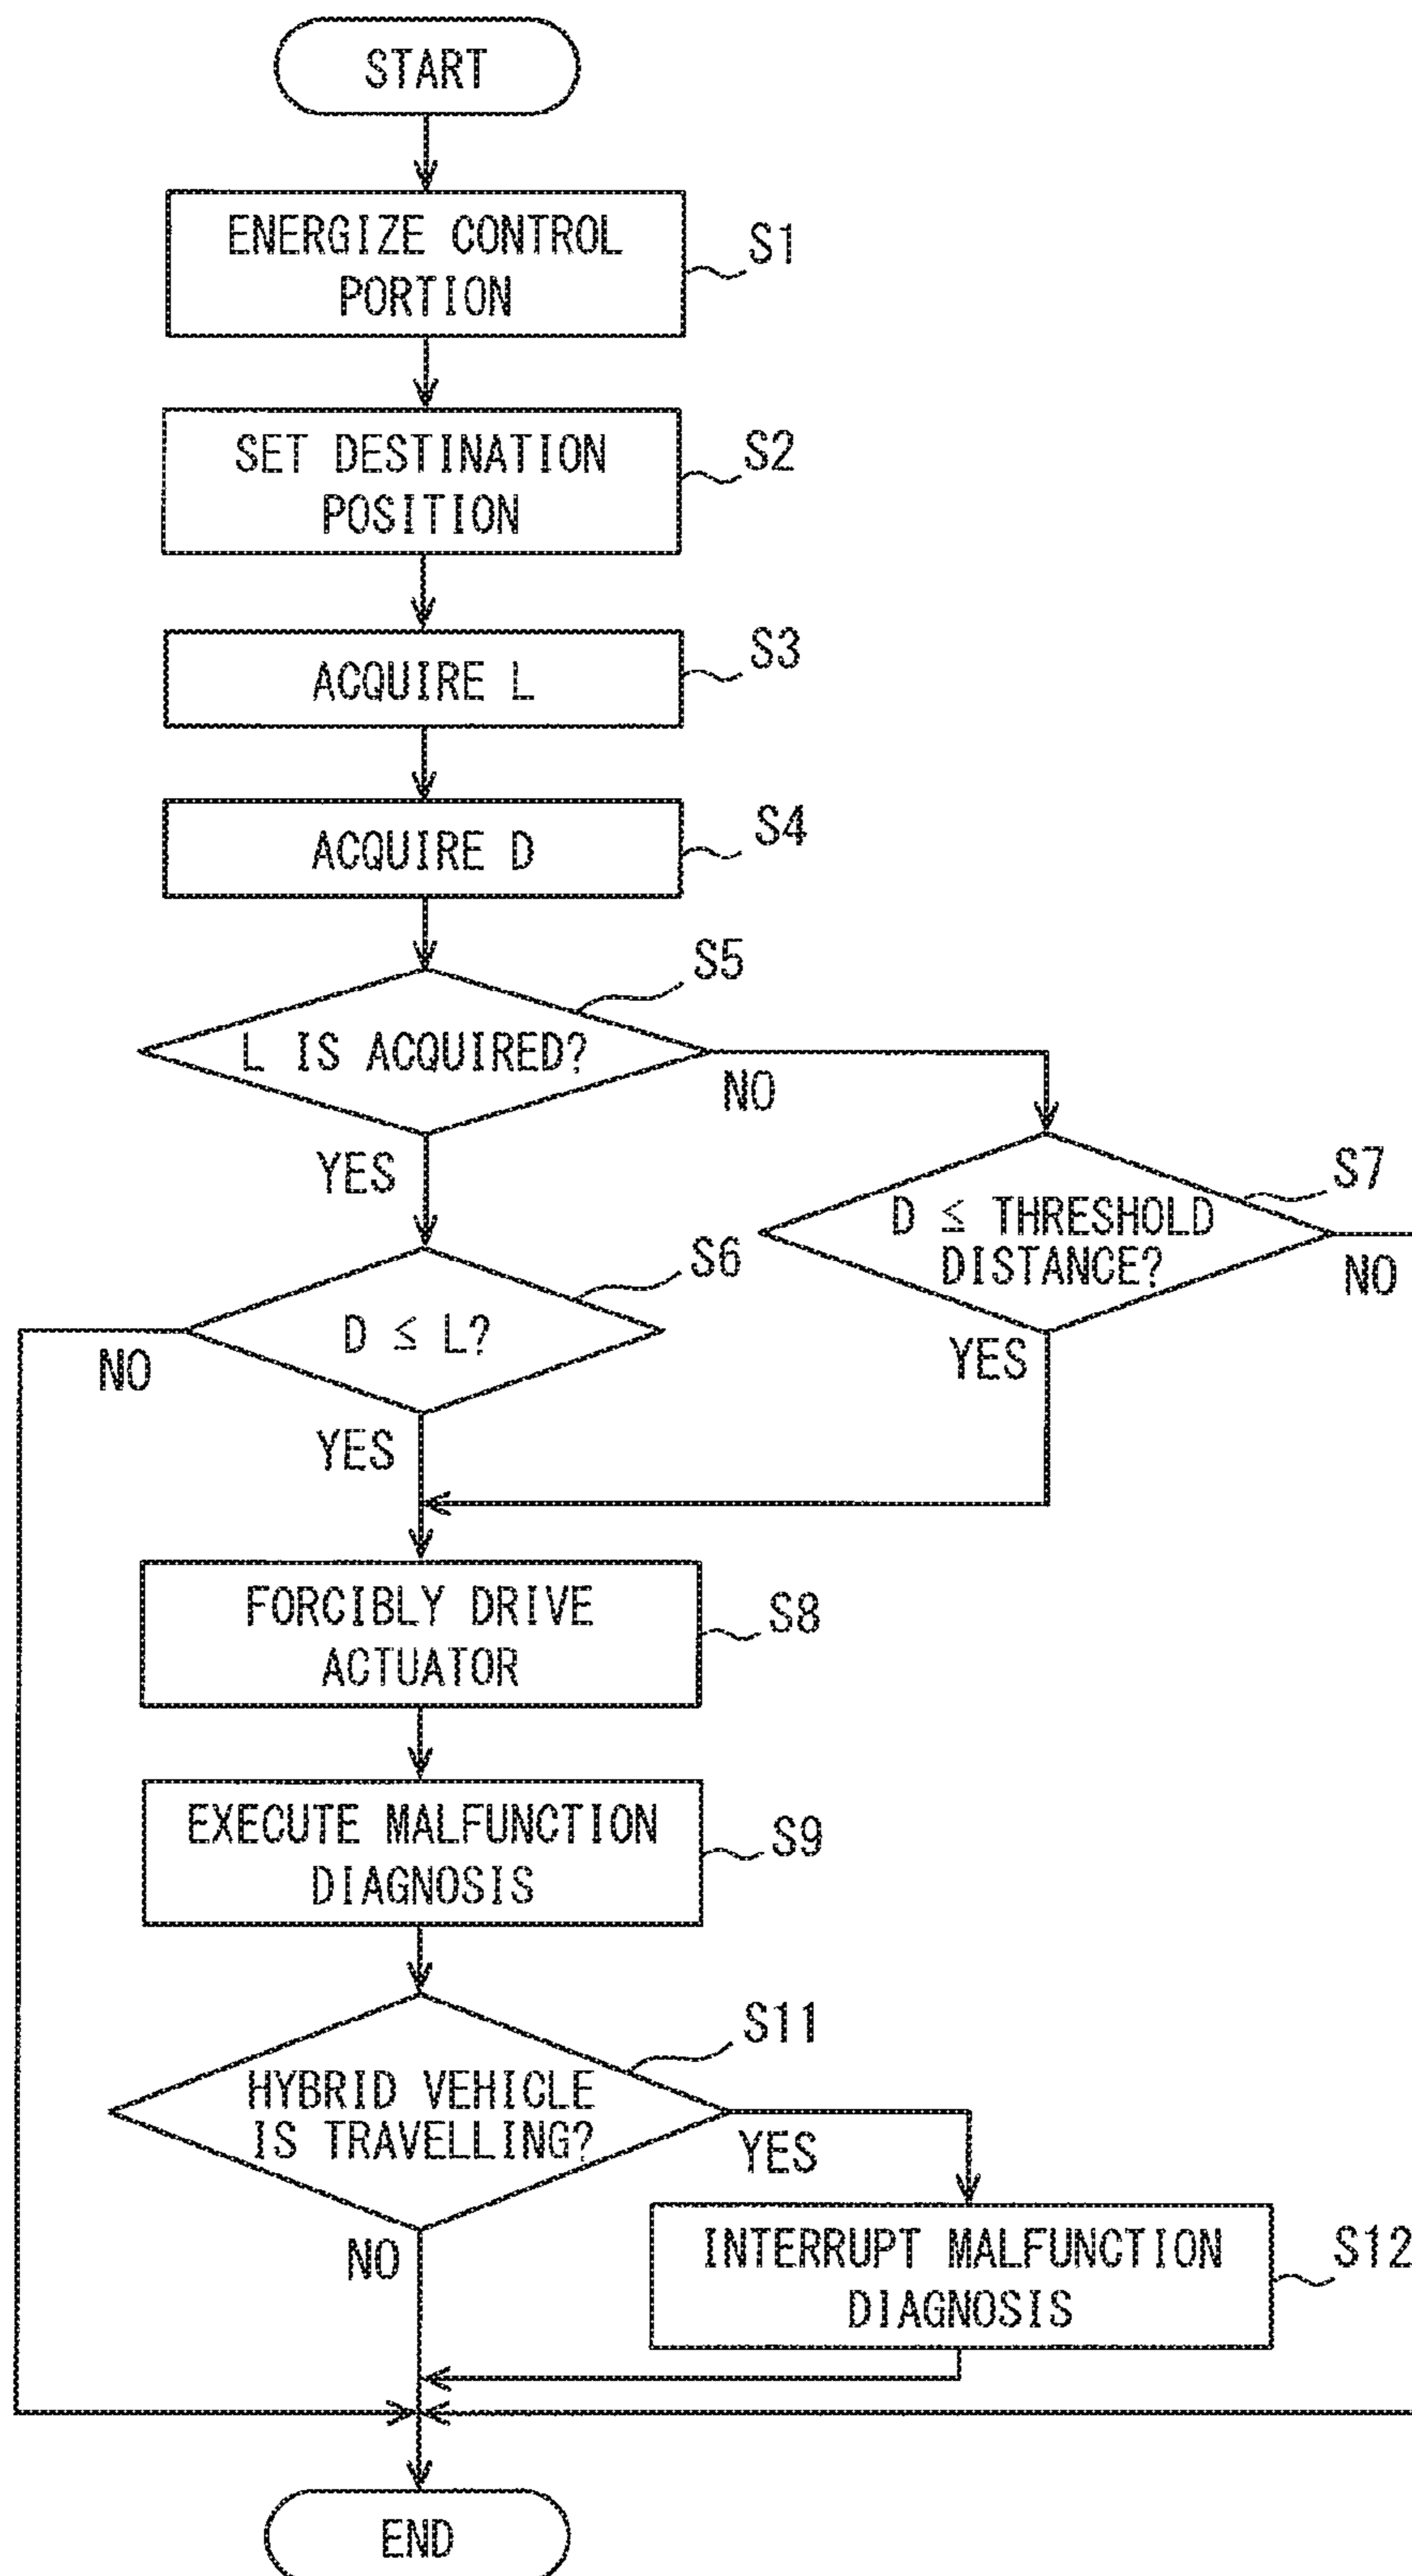 START
ENERGIZE CONTROL
PORTION
S1
SET DESTINATION
POSITION
S2
ACQUIRE L
S3
ACQUIRE D
S4
L IS ACQUIRED?
S5
NO
YES
D ≤ THRESHOLD
DISTANCE?
S7
NO
YES
D ≤ L?
S6
NO
YES
FORCIBLY DRIVE
ACTUATOR
S8
EXECUTE MALFUNCTION
DIAGNOSIS
S9
HYBRID VEHICLE
IS TRAVELLING?
S11
YES
NO
INTERRUPT MALFUNCTION
DIAGNOSIS
S12
END